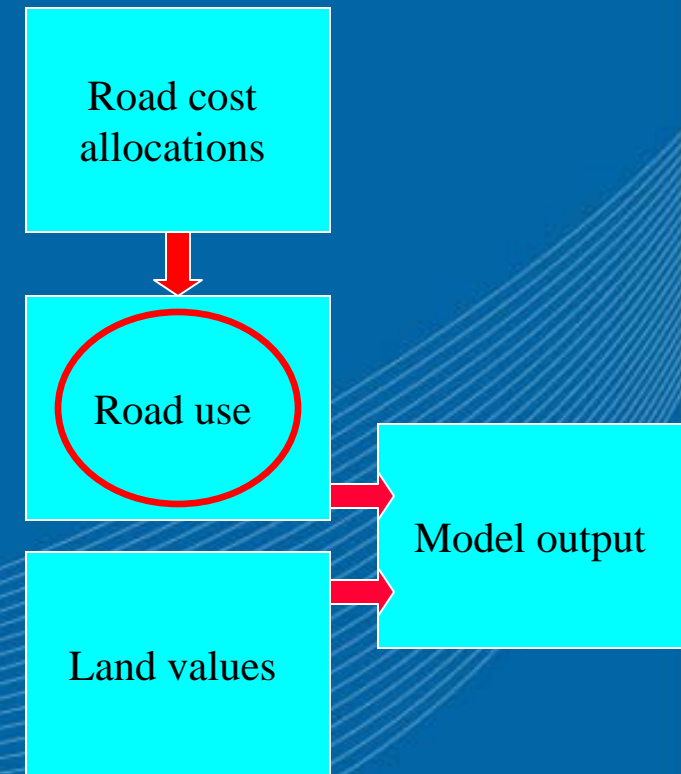 Road cost
allocations
Road use
Model output
Land values